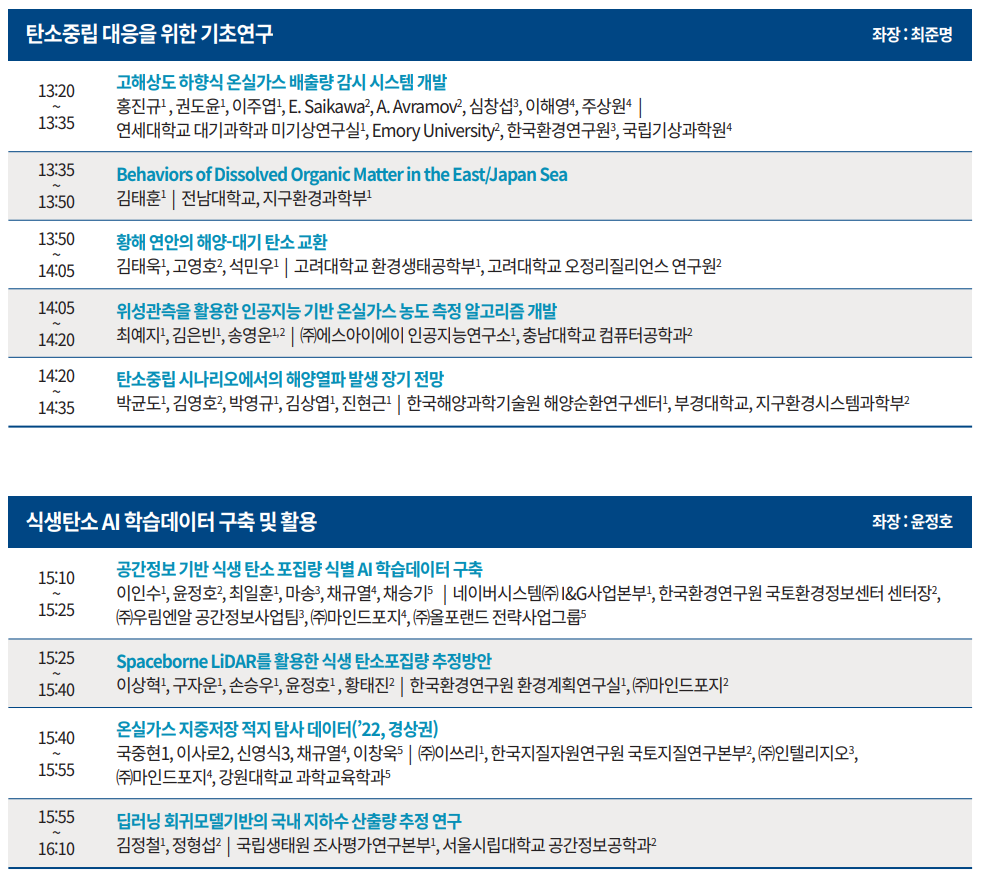 탄소중립 대응을 위한 기초연구 좌장 : 최준명
13:20
~
13:35
고해상도 하향식 온실가스 배출량 감시 시스템 개발
홍진규¹ , 권도윤¹, 이주엽¹, E. Saikawa², A. Avramov², 심창섭³, 이해영⁴, 주상원⁴ |
연세대학교 대기과학과 미기상연구실¹, Emory University², 한국환경연구원³, 국립기상과학원⁴
13:35
~
13:50
Behaviors of Dissolved Organic Matter in the East/Japan Sea
김태훈¹ | 전남대학교, 지구환경과학부¹
13:50
~
14:05
황해 연안의 해양-대기 탄소 교환
김태욱¹, 고영호², 석민우¹ | 고려대학교 환경생태공학부¹, 고려대학교 오정리질리언스 연구원²
14:05
~
14:20
위성관측을 활용한 인공지능 기반 온실가스 농도 측정 알고리즘 개발
최예지¹, 김은빈¹, 송영운¹,² | ㈜에스아이에이 인공지능연구소¹, 충남대학교 컴퓨터공학과²
14:20
~
14:35
탄소중립 시나리오에서의 해양열파 발생 장기 전망
박균도¹, 김영호², 박영규¹, 김상엽¹, 진현근¹ | 한국해양과학기술원 해양순환연구센터¹, 부경대학교, 지구환경시스템과학부²
식생탄소 AI 학습데이터 구축 및 활용 좌장 : 윤정호
15:10
~
15:25
공간정보 기반 식생 탄소 포집량 식별 AI 학습데이터 구축
이인수¹, 윤정호², 최일훈¹, 마송³, 채규열⁴, 채승기⁵ | 네이버시스템㈜ I&G사업본부¹, 한국환경연구원 국토환경정보센터 센터장²,
㈜우림엔알 공간정보사업팀³, ㈜마인드포지⁴, ㈜올포랜드 전략사업그룹⁵
15:25
~
15:40
Spaceborne LiDAR를 활용한 식생 탄소포집량 추정방안
이상혁¹, 구자운¹, 손승우¹, 윤정호¹ , 황태진² | 한국환경연구원 환경계획연구실¹, ㈜마인드포지²
15:40
~
15:55
온실가스 지중저장 적지 탐사 데이터(’22, 경상권)
국중현1, 이사로2, 신영식3, 채규열⁴, 이창욱⁵ | ㈜이쓰리¹, 한국지질자원연구원 국토지질연구본부², ㈜인텔리지오³,
㈜마인드포지⁴, 강원대학교 과학교육학과⁵
15:55
~
16:10
딥러닝 회귀모델기반의 국내 지하수 산출량 추정 연구
김정철¹, 정형섭² | 국립생태원 조사평가연구본부¹, 서울시립대학교 공간정보공학과²